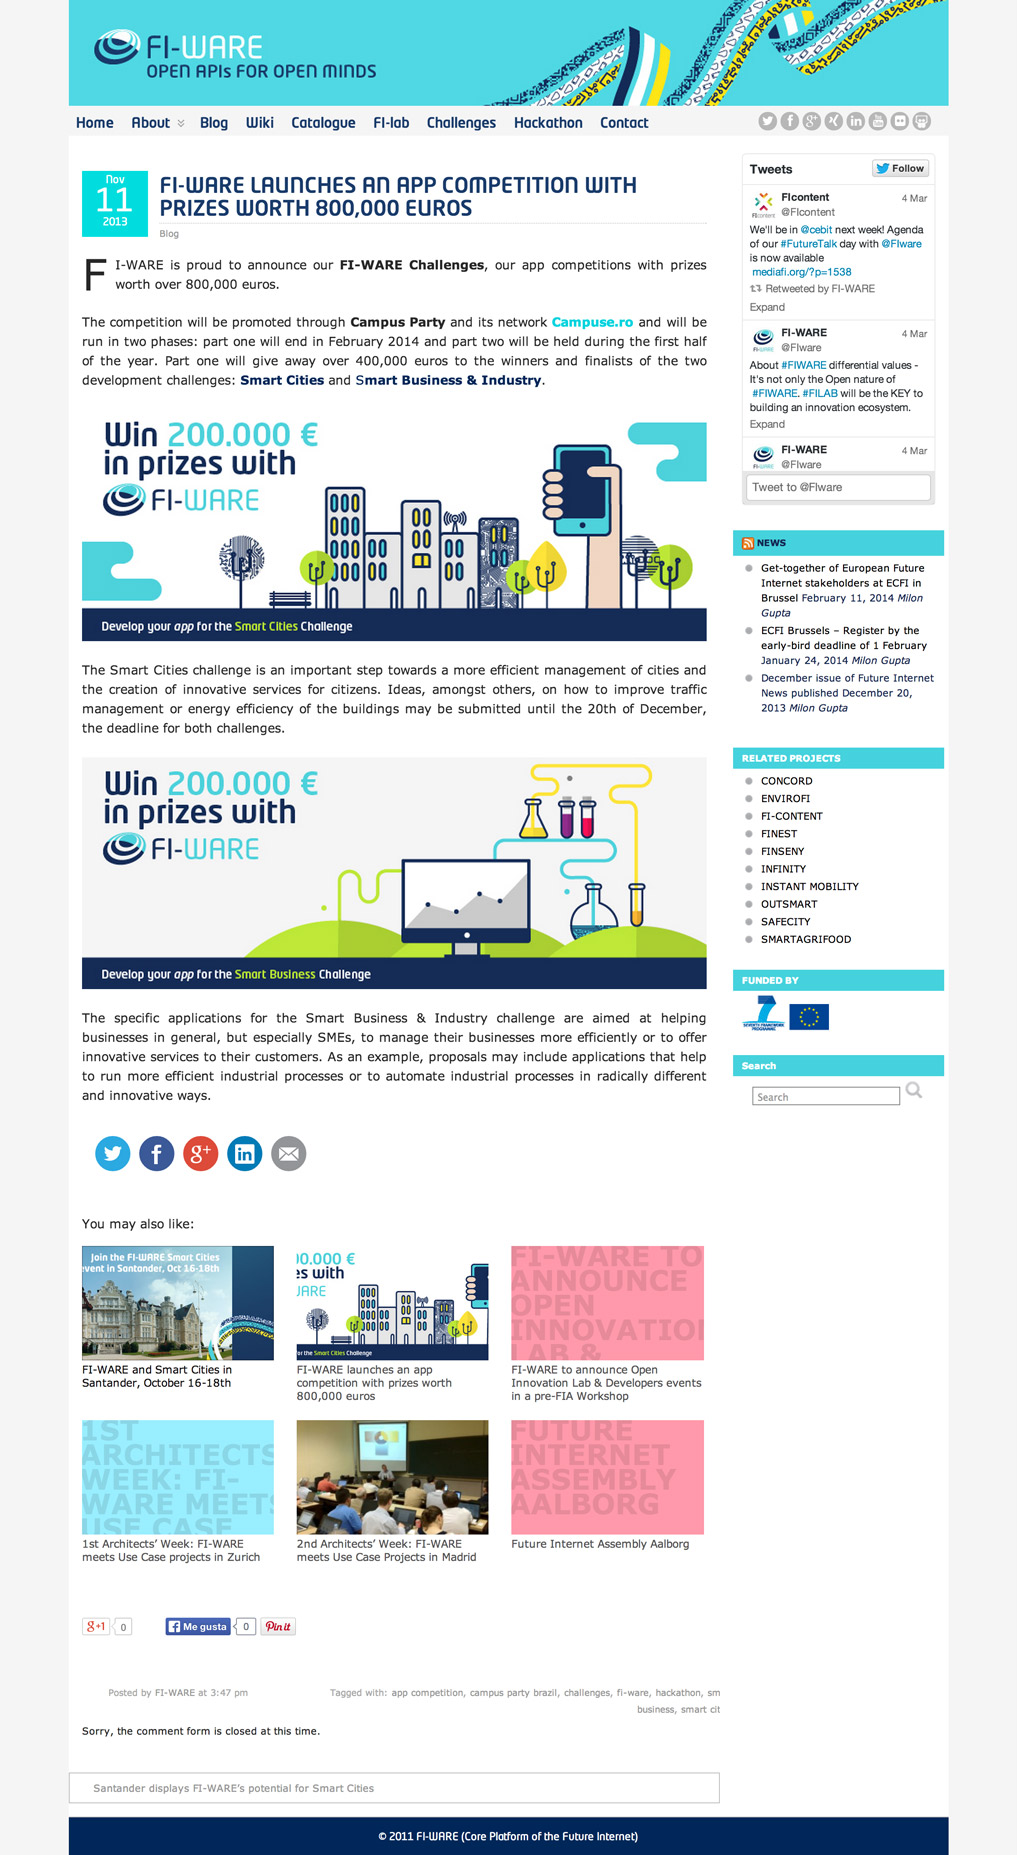 FI-WARE
OPEN APIs FOR OPEN MINDS
Home About Blog Wiki Catalogue FI-lab Challenges Hackathon Contact
Nov
11
2013
FI-WARE LAUNCHES AN APP COMPETITION WITH
PRIZES WORTH 800,000 EUROS
Blog
FI-WARE is proud to announce our FI-WARE Challenges, our app competitions with prizes
worth over 800,000 euros.
The competition will be promoted through Campus Party and its network Campuse.ro and will be
run in two phases: part one will end in February 2014 and part two will be held during the first half
of the year. Part one will give away over 400,000 euros to the winners and finalists of the two
development challenges: Smart Cities and Smart Business & Industry.
Win 200.000 €
in prizes with
FI-WARE
Develop your app for the Smart Cities Challenge
The Smart Cities challenge is an important step towards a more efficient management of cities and
the creation of innovative services for citizens. Ideas, amongst others, on how to improve traffic
management or energy efficiency of the buildings may be submitted until the 20th of December,
the deadline for both challenges.
Win 200.000 €
in prizes with
FI-WARE
Develop your app for the Smart Business Challenge
The specific applications for the Smart Business & Industry challenge are aimed at helping
businesses in general, but especially SMEs, to manage their businesses more efficiently or to offer
innovative services to their customers. As an example, proposals may include applications that help
to run more efficient industrial processes or to automate industrial processes in radically different
and innovative ways.
You may also like:
Join the FI-WARE Smart Cities
event in Santander, Oct 16-18th
FI-WARE and Smart Cities in
Santander, October 16-18th
00.000 €
es with
WARE
for the Smart Cities Challenge
FI-WARE launches an app
competition with prizes worth
800,000 euros
FI-WARE TO
ANNOUNCE
OPEN
INNOVATION
LAB &
FI-WARE to announce Open
Innovation Lab & Developers events
in a pre-FIA Workshop
1ST
ARCHITECTS
WEEK: FI-
WARE MEETS
USE CASE
1st Architects’ Week: FI-WARE
meets Use Case projects in Zurich
2nd Architects’ Week: FI-WARE
meets Use Case Projects in Madrid
FUTURE
INTERNET
ASSEMBLY
AALBORG
Future Internet Assembly Aalborg
g+1 0 Me gusta 0 Pin it
Posted by FI-WARE at 3:47 pm
Tagged with: app competition, campus party brazil, challenges, fi-ware, hackathon, sm
business, smart cit
Sorry, the comment form is closed at this time.
Santander displays FI-WARE’s potential for Smart Cities
Tweets Follow
FIcontent 4 Mar
@FIcontent
We'll be in @cebit next week! Agenda
of our #FutureTalk day with @FIware
is now available
mediafi.org/?p=1538
Retweeted by FI-WARE
Expand
FI-WARE 4 Mar
@FIware
About #FIWARE differential values -
It's not only the Open nature of
#FIWARE. #FILAB will be the KEY to
building an innovation ecosystem.
Expand
FI-WARE 4 Mar
@FIware
Tweet to @FIware
NEWS
Get-together of European Future
Internet stakeholders at ECFI in
Brussel February 11, 2014 Milon
Gupta
ECFI Brussels – Register by the
early-bird deadline of 1 February
January 24, 2014 Milon Gupta
December issue of Future Internet
News published December 20,
2013 Milon Gupta
RELATED PROJECTS
CONCORD
ENVIROFI
FI-CONTENT
FINEST
FINSENY
INFINITY
INSTANT MOBILITY
OUTSMART
SAFECITY
SMARTAGRIFOOD
FUNDED BY
SEVENTH FRAMEWORK
PROGRAMME
Search
Search
© 2011 FI-WARE (Core Platform of the Future Internet)